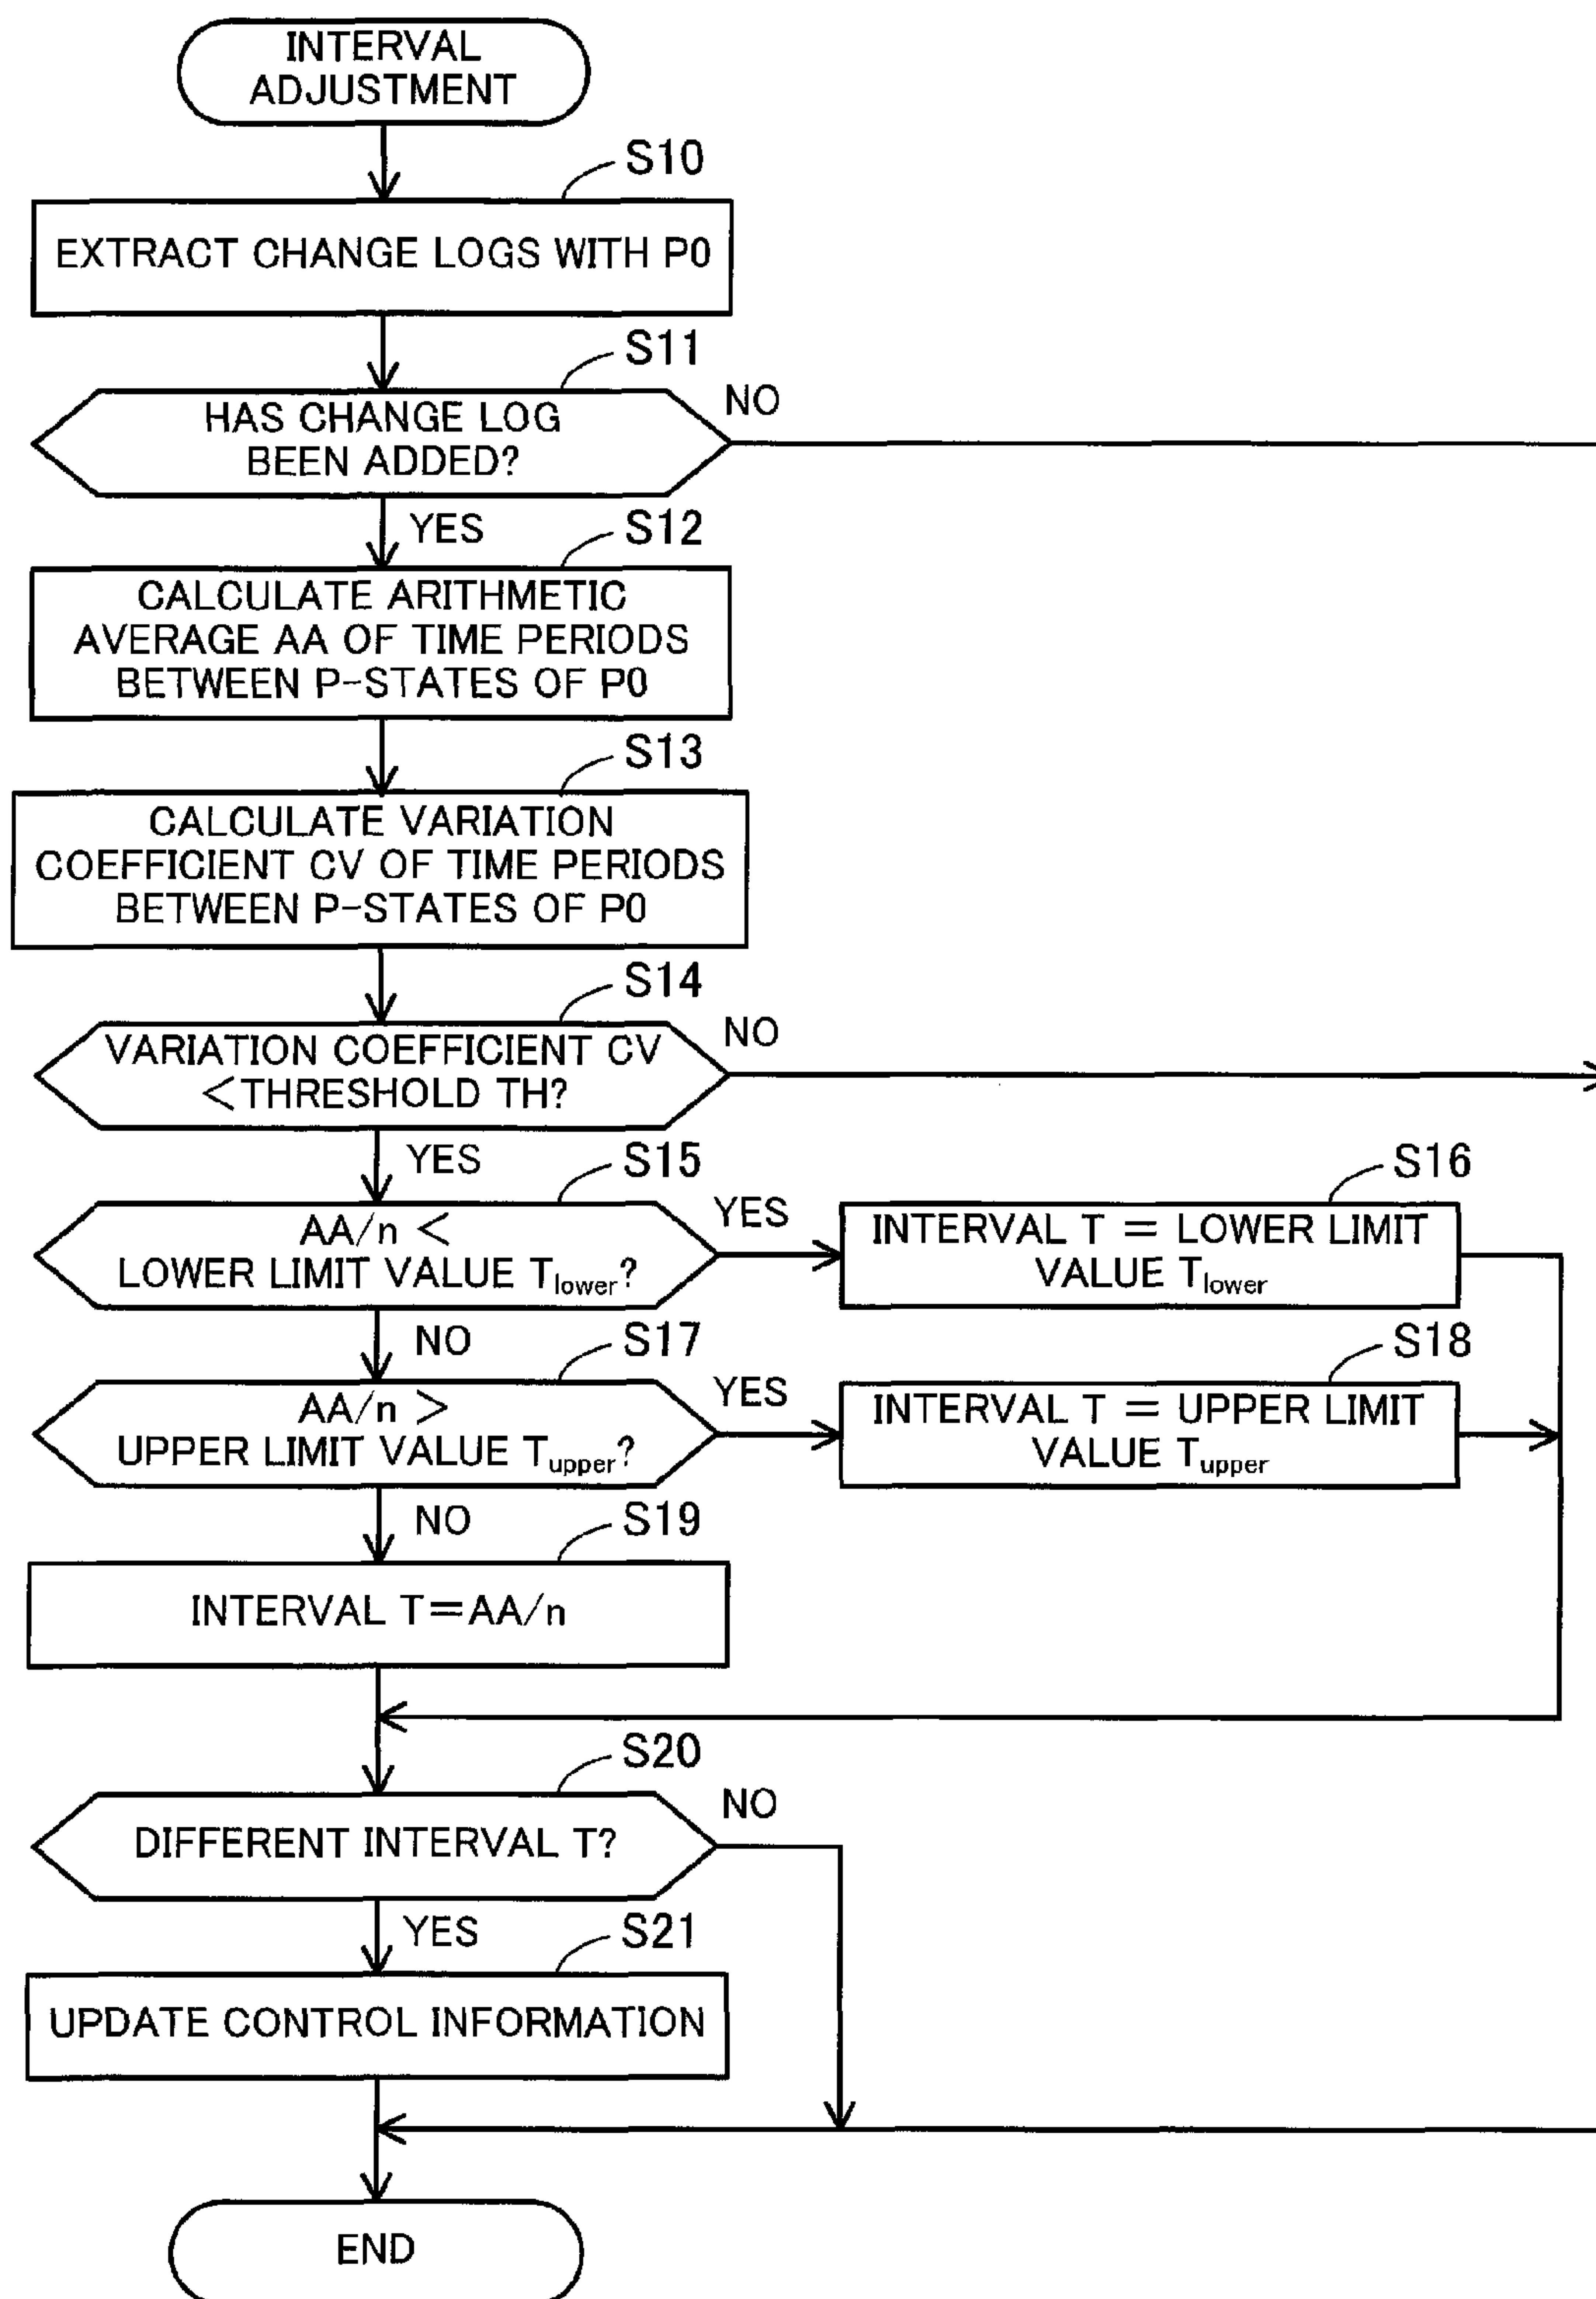 INTERVAL
ADJUSTMENT
S10
EXTRACT CHANGE LOGS WITH P0
S11
HAS CHANGE LOG
BEEN ADDED?
NO
YES
S12
CALCULATE ARITHMETIC
AVERAGE AA OF TIME PERIODS
BETWEEN P-STATES OF P0
S13
CALCULATE VARIATION
COEFFICIENT CV OF TIME PERIODS
BETWEEN P-STATES OF P0
S14
VARIATION COEFFICIENT CV
<THRESHOLD TH?
NO
YES
S15
AA/n <
LOWER LIMIT VALUE Tlower?
YES
S16
INTERVAL T = LOWER LIMIT
VALUE Tlower
NO
S17
AA/n >
UPPER LIMIT VALUE Tupper?
YES
S18
INTERVAL T = UPPER LIMIT
VALUE Tupper
NO
S19
INTERVAL T=AA/n
S20
DIFFERENT INTERVAL T?
NO
YES
S21
UPDATE CONTROL INFORMATION
END